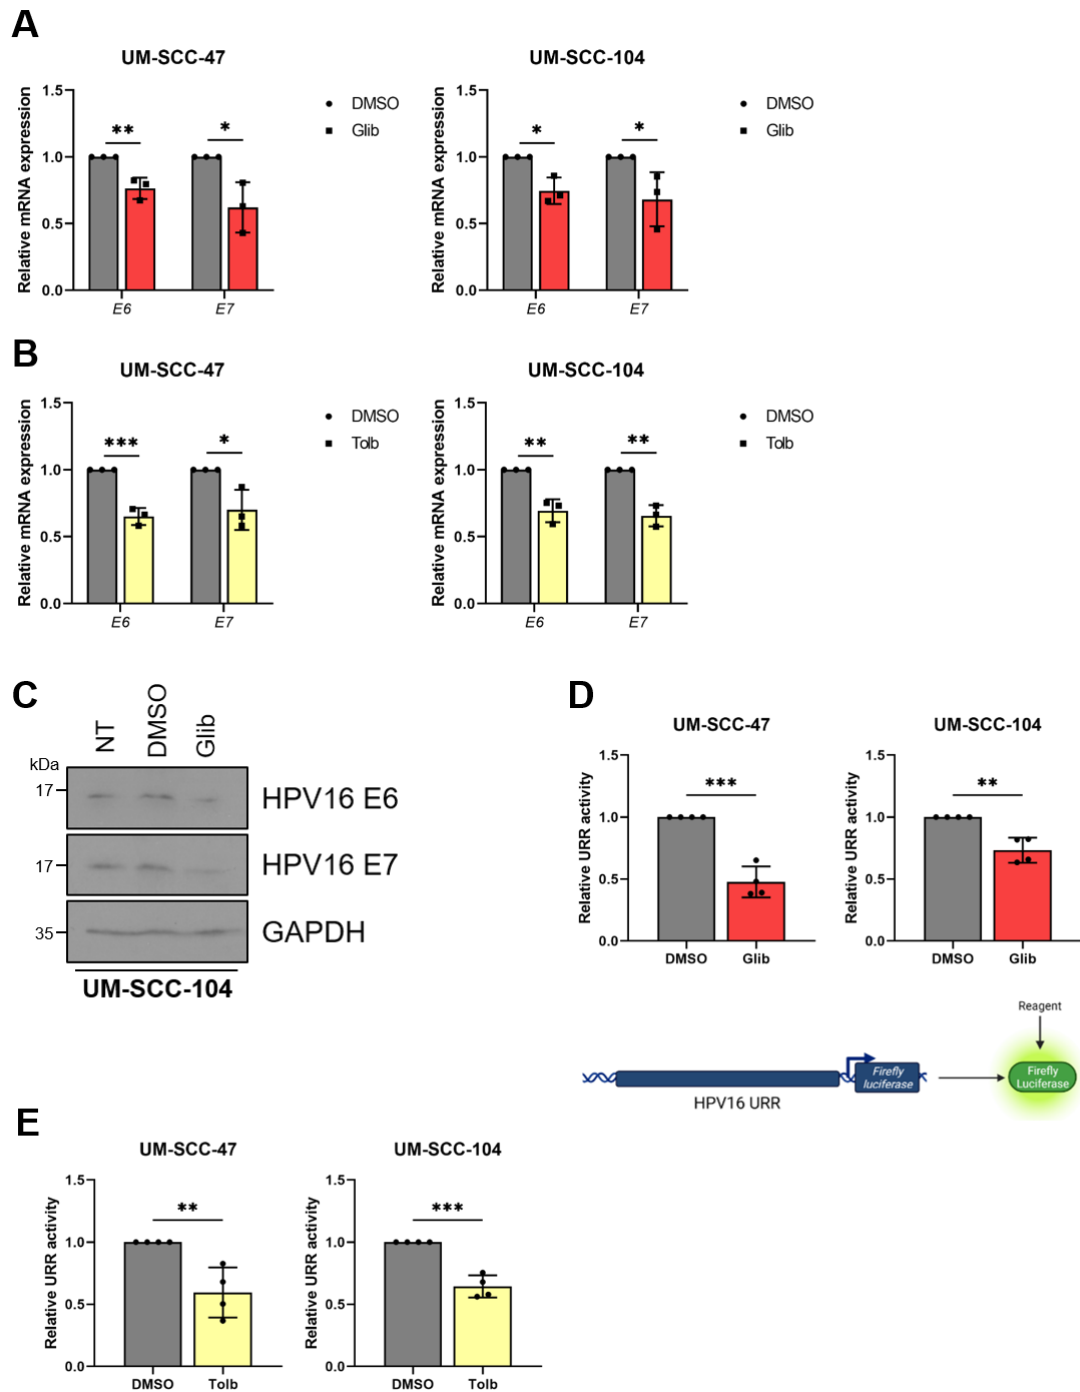 A
UM-SCC-47
Relative mRNA expression
1.5
1.0
0.5
0.0
** *
E6 E7
DMSO
Glib
UM-SCC-104
Relative mRNA expression
1.5
1.0
0.5
0.0
* *
E6 E7
DMSO
Glib
B
UM-SCC-47
Relative mRNA expression
1.5
1.0
0.5
0.0
*** *
E6 E7
DMSO
Tolb
UM-SCC-104
Relative mRNA expression
1.5
1.0
0.5
0.0
** **
E6 E7
DMSO
Tolb
C
NT
DMSO
Glib
kDa
17 HPV16 E6
17 HPV16 E7
35 GAPDH
UM-SCC-104
D
UM-SCC-47
Relative URR activity
1.5
1.0
0.5
0.0
***
DMSO Glib
UM-SCC-104
Relative URR activity
1.5
1.0
0.5
0.0
**
DMSO Glib
Reagent
Firefly
luciferase
HPV16 URR
Firefly
Luciferase
E
UM-SCC-47
Relative URR activity
1.5
1.0
0.5
0.0
**
DMSO Tolb
UM-SCC-104
Relative URR activity
1.5
1.0
0.5
0.0
***
DMSO Tolb